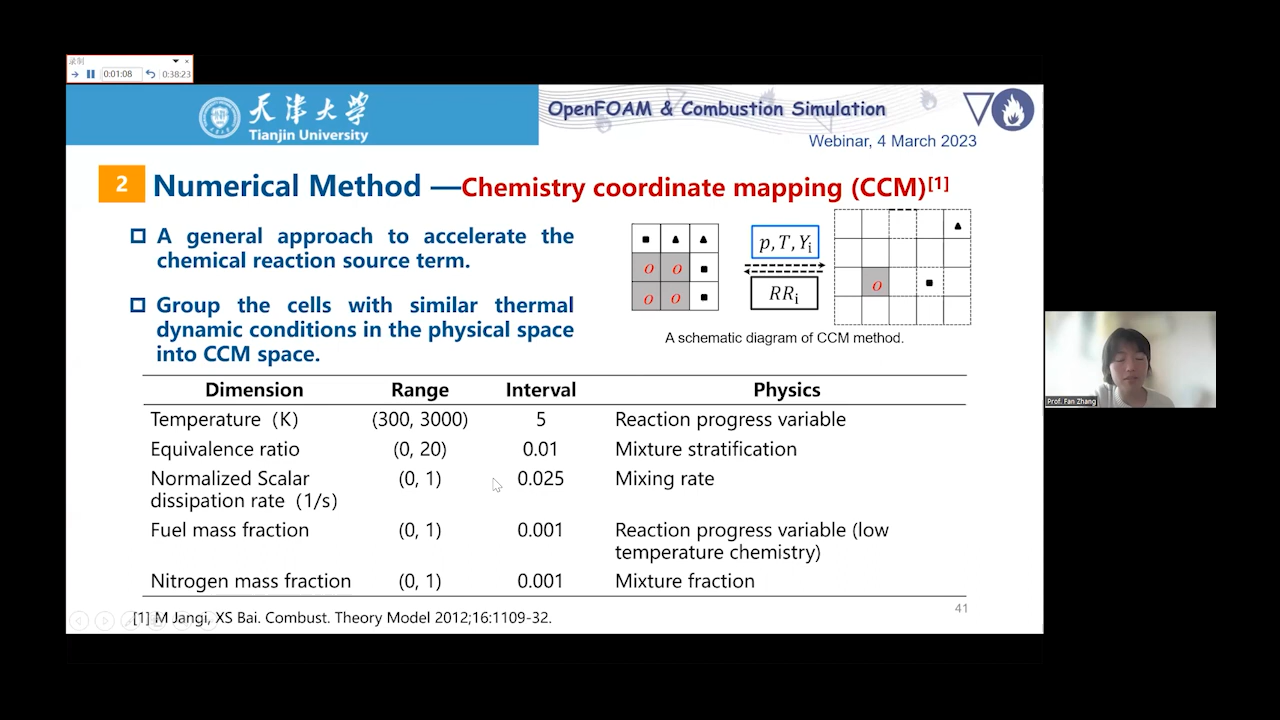 录制
0:01:08
0:38:23
天津大学
Tianjin University
OpenFOAM & Combustion Simulation
Webinar, 4 March 2023
2 Numerical Method —Chemistry coordinate mapping (CCM)[1]
A general approach to accelerate the
chemical reaction source term.
Group the cells with similar thermal
dynamic conditions in the physical space
into CCM space.
o o
o o
p, T, Yi
RRi
o
A schematic diagram of CCM method.
Dimension Range Interval Physics
Temperature (K) (300, 3000) 5 Reaction progress variable
Equivalence ratio (0, 20) 0.01 Mixture stratification
Normalized Scalar (0, 1) 0.025 Mixing rate
dissipation rate (1/s)
Fuel mass fraction (0, 1) 0.001 Reaction progress variable (low
temperature chemistry)
Nitrogen mass fraction (0, 1) 0.001 Mixture fraction
[1] M Jangi, XS Bai. Combust. Theory Model 2012;16:1109-32.
41
Prof. Fan Zhang